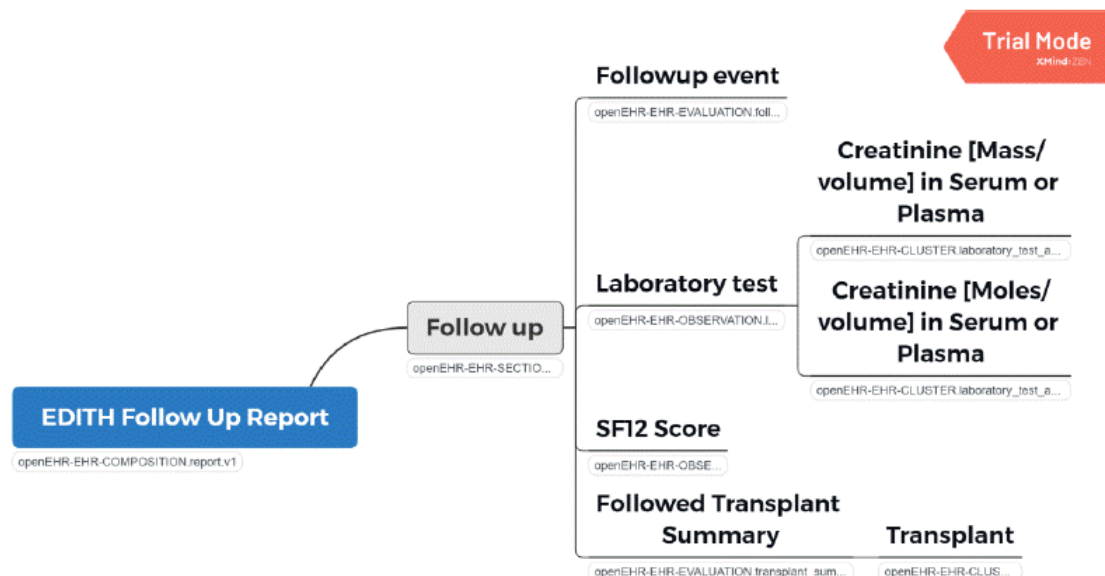 Trial Mode
XMind:ZEN
Followup event
openEHR-EHR-EVALUATION.foll...
Creatinine [Mass/
volume] in Serum or
Plasma
openEHR-EHR-CLUSTER.laboratory_test_a...
Laboratory test
openEHR-EHR-OBSERVATION.l...
Creatinine [Moles/
volume] in Serum or
Plasma
openEHR-EHR-CLUSTER.laboratory_test_a...
Follow up
openEHR-EHR-SECTIO...
EDITH Follow Up Report
openEHR-EHR-COMPOSITION.report.v1
SF12 Score
openEHR-EHR-OBSE...
Followed Transplant
Summary
openEHR-EHR-EVALUATION.transplant_sum...
Transplant
openEHR-EHR-CLUS...